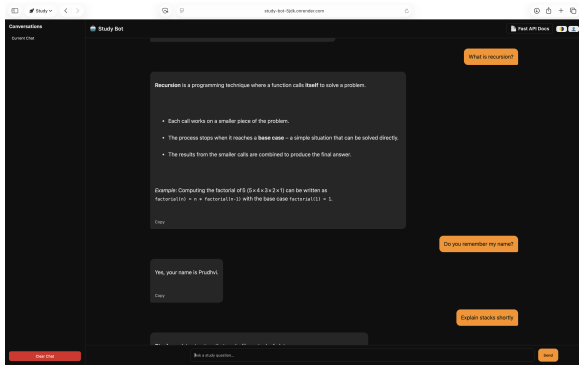 Study
study-bot-5jdk.onrender.com
Conversations
Current Chat
Study Bot
Fast API Docs
What is recursion?
Recursion is a programming technique where a function calls itself to solve a problem.
• Each call works on a smaller piece of the problem.
• The process stops when it reaches a base case – a simple situation that can be solved directly.
• The results from the smaller calls are combined to produce the final answer.
Example: Computing the factorial of 5 (5 × 4 × 3 × 2 × 1) can be written as
factorial(n) = n * factorial(n-1) with the base case factorial(1) = 1.
Copy
Do you remember my name?
Yes, your name is Prudhvi.
Copy
Explain stacks shortly
Clear Chat
Ask a study question...
Send